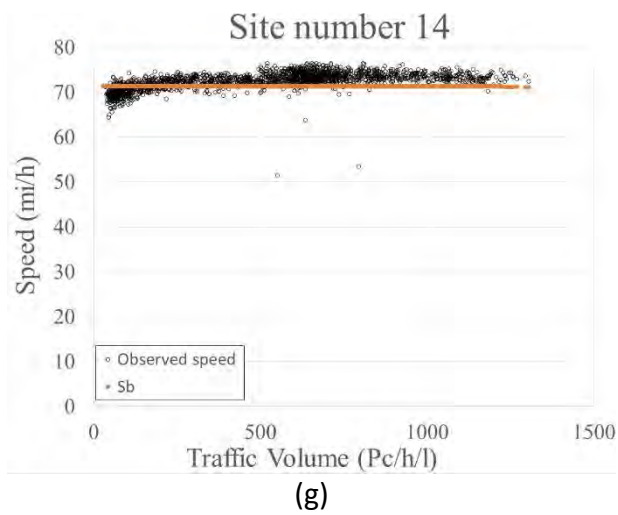 Site number 14
80
70
60
50
40
30
20
10
0
Speed (mi/h)
Observed speed
Sb
0 500 1000 1500
Traffic Volume (Pc/h/l)
(g)